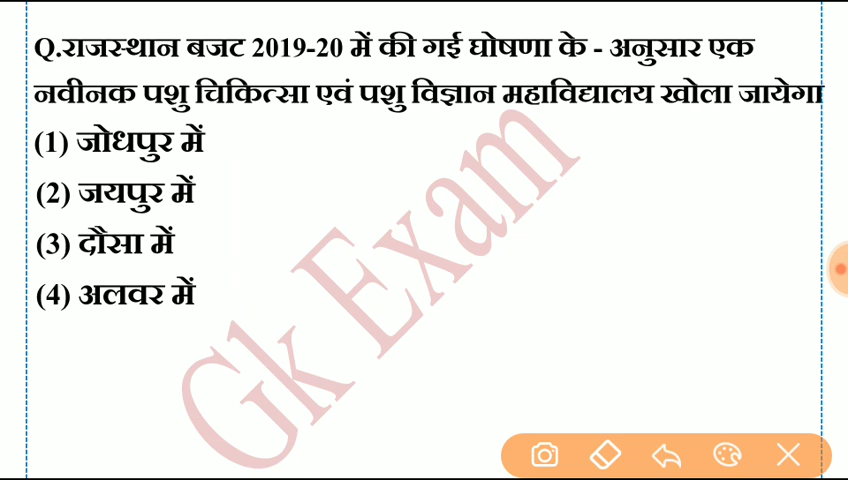 Q.राजस्थान बजट 2019-20 में की गई घोषणा के - अनुसार एक
नवीनक पशु चिकित्सा एवं पशु विज्ञान महाविद्यालय खोला जायेगा
(1) जोधपुर में
(2) जयपुर में
(3) दौसा में
(4) अलवर में
Gk Exam